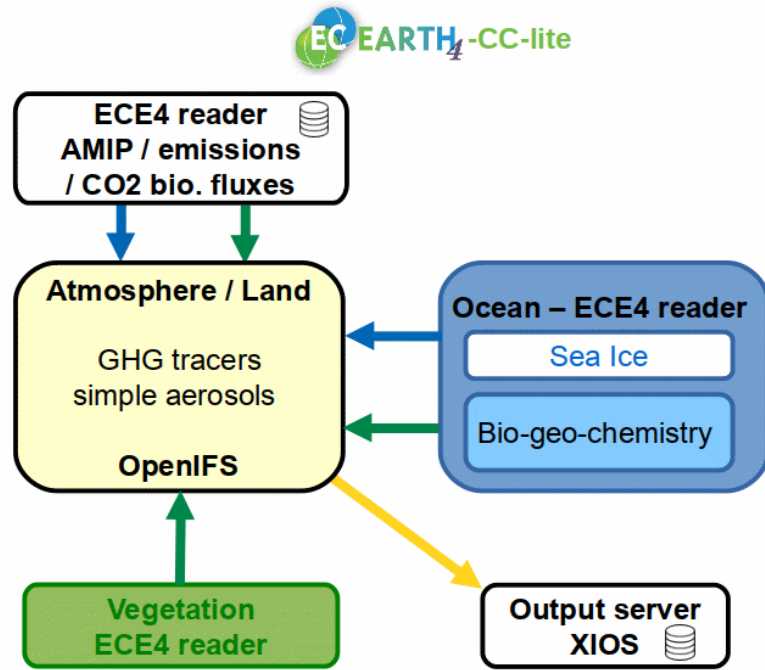 EC EARTH4-CC-lite
ECE4 reader
AMIP / emissions
/ CO2 bio. fluxes
Atmosphere / Land
GHG tracers
simple aerosols
OpenIFS
Ocean – ECE4 reader
Sea Ice
Bio-geo-chemistry
Vegetation
ECE4 reader
Output server
XIOS